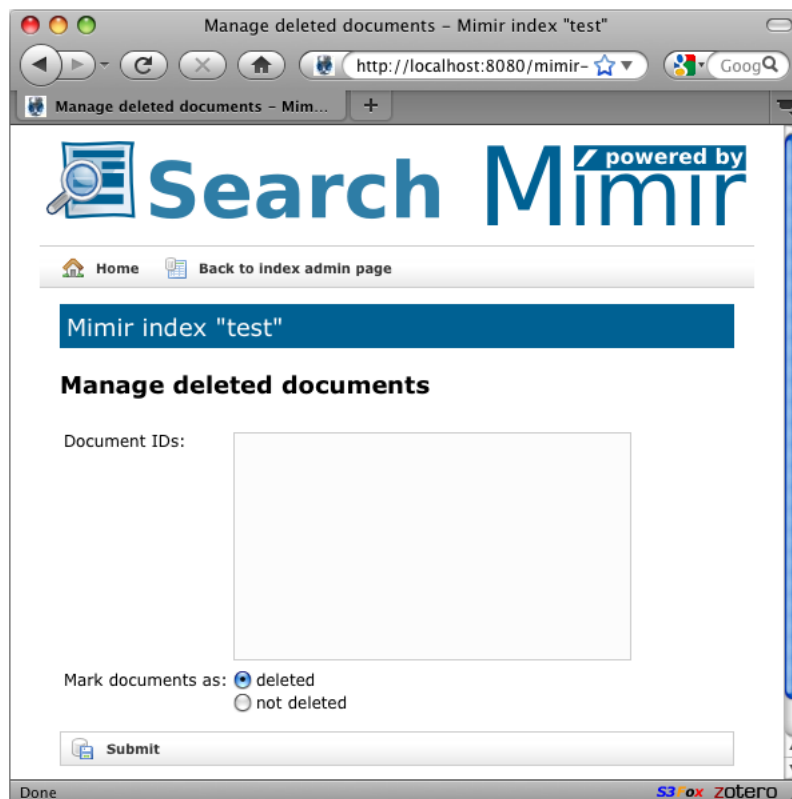 Manage deleted documents – Mimir index "test"
http://localhost:8080/mimir-
Goog
Manage deleted documents – Mim... +
Search Mímir powered by
Home Back to index admin page
Mimir index "test"
Manage deleted documents
Document IDs:
Mark documents as: deleted
not deleted
Submit
Done S3Fox zotero